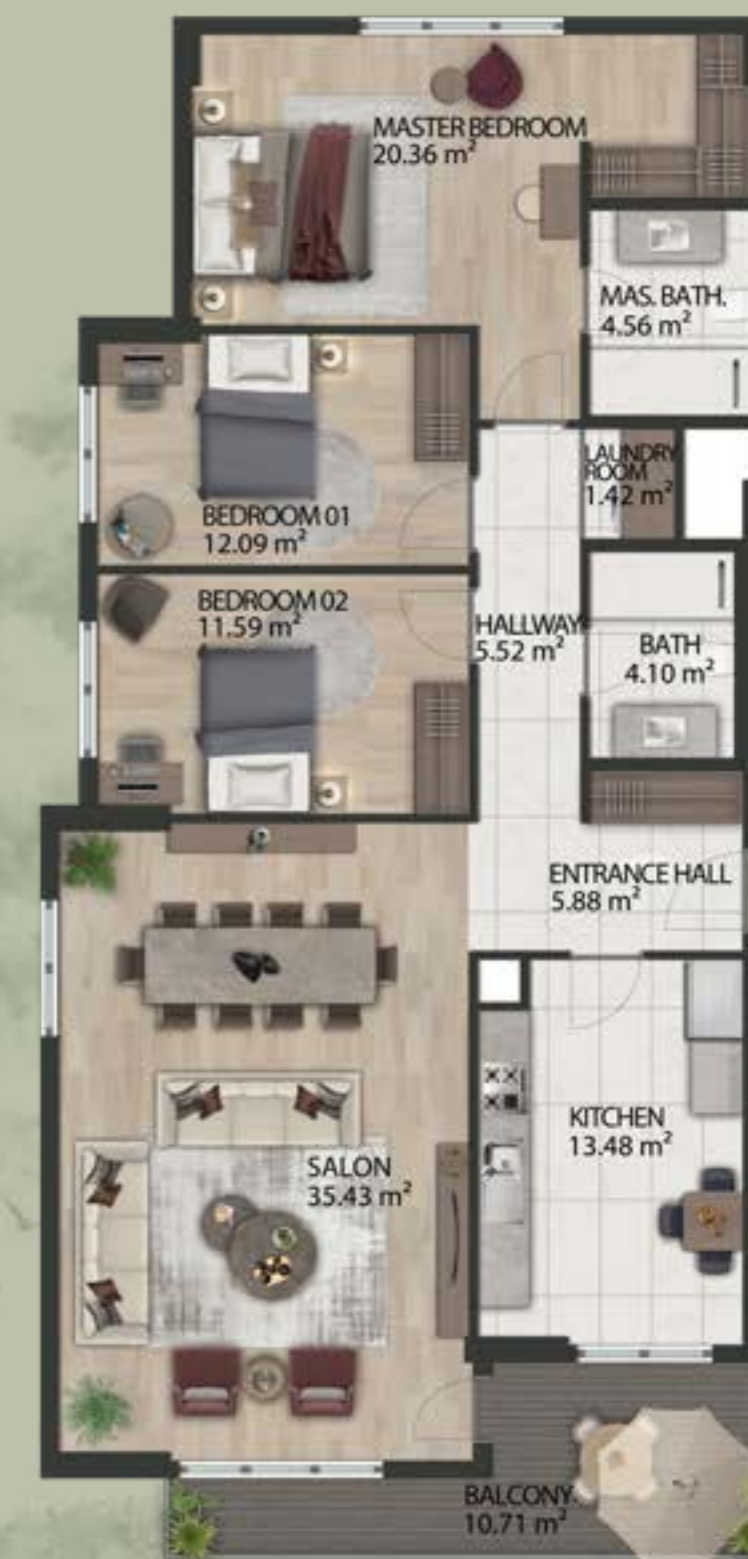 MASTER BEDROOM
20.36 m²
MAS. BATH.
4.56 m²
LAUNDRY
ROOM
1.42 m²
BEDROOM 01
12.09 m²
BEDROOM 02
11.59 m²
HALLWAY
5.52 m²
BATH
4.10 m²
ENTRANCE HALL
5.88 m²
KITCHEN
13.48 m²
SALON
35.43 m²
BALCONY
10.71 m²